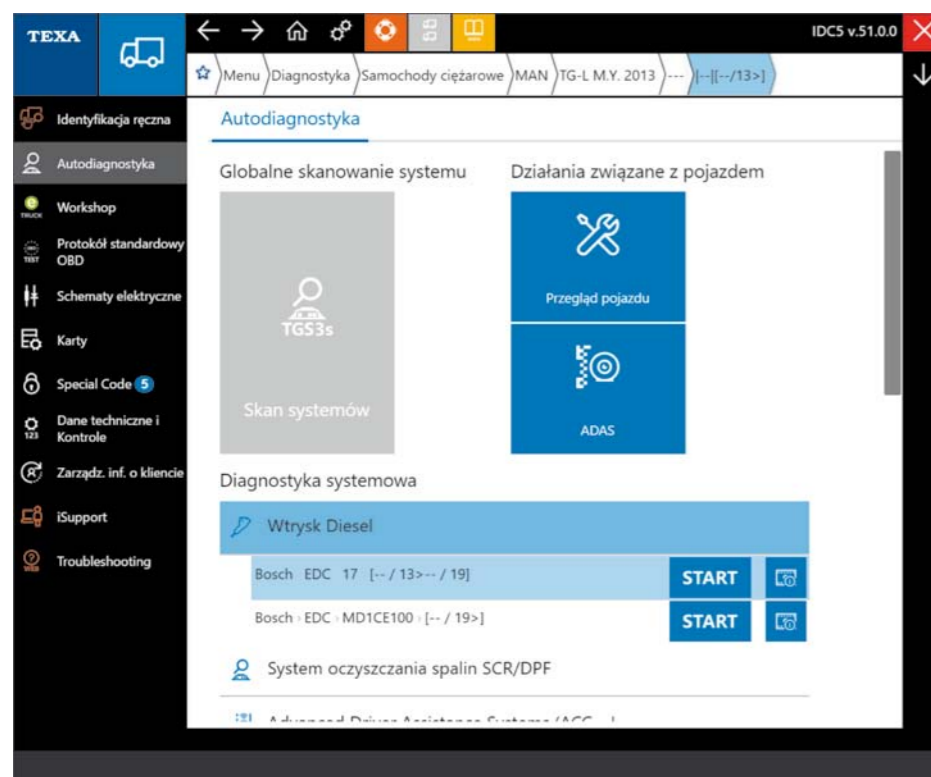 TEXA
IDC5 v.51.0.0
Menu
Diagnostyka
Samochody ciężarowe
MAN
TG-L M.Y. 2013
---
|--|[--/13>]
Identyfikacja ręczna
Autodiagnostyka
Workshop
Protokół standardowy
OBD
Schematy elektryczne
Karty
Special Code 5
Dane techniczne i
Kontrole
Zarządz. inf. o kliencie
iSupport
Troubleshooting
Autodiagnostyka
Globalne skanowanie systemu
TGS3s
Skan systemów
Działania związane z pojazdem
Przegląd pojazdu
ADAS
Diagnostyka systemowa
Wtrysk Diesel
Bosch EDC 17 [-- / 13>-- / 19]
START
Bosch › EDC › MD1CE100 › [-- / 19>]
START
System oczyszczania spalin SCR/DPF